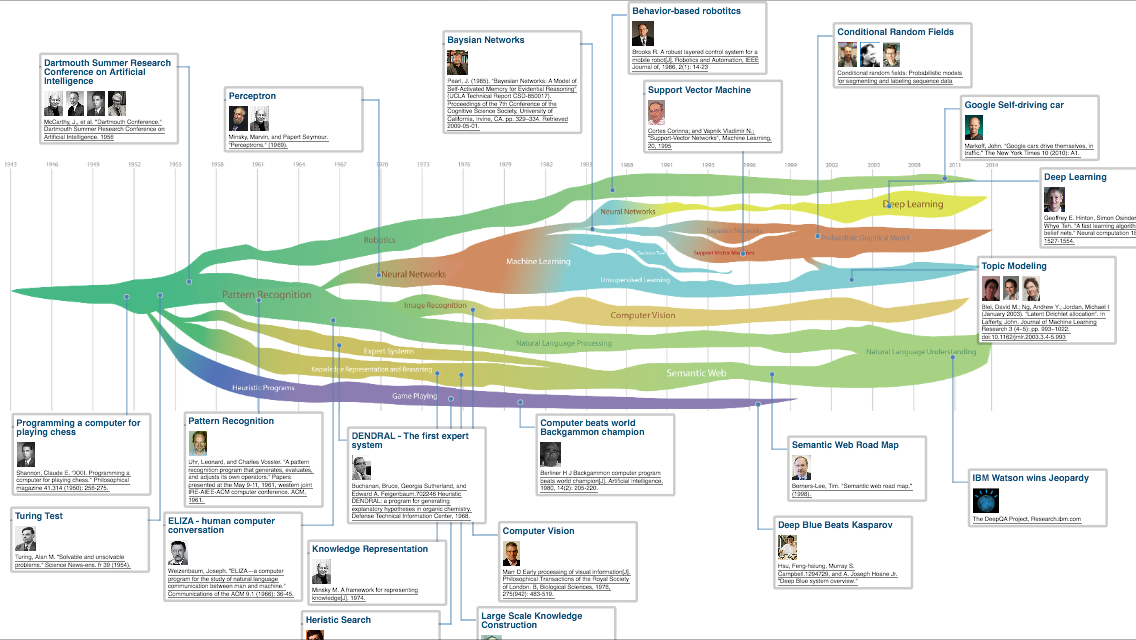 Behavior-based robotitcs
Brooks R. A robust layered control system for a
mobile robot[J]. Robotics and Automation, IEEE
Journal of, 1986, 2(1): 14-23
Baysian Networks
Pearl, J. (1985). "Bayesian Networks: A Model of
Self-Activated Memory for Evidential Reasoning"
(UCLA Technical Report CSD-850017).
Proceedings of the 7th Conference of the
Cognitive Science Society, University of
California, Irvine, CA. pp. 329–334. Retrieved
2009-05-01.
Conditional Random Fields
Conditional random fields: Probabilistic models
for segmenting and labeling sequence data
Dartmouth Summer Research
Conference on Artificial
Intelligence
McCarthy, J., et al. "Dartmouth Conference."
Dartmouth Summer Research Conference on
Artificial Intelligence. 1956
Perceptron
Minsky, Marvin, and Papert Seymour.
"Perceptrons." (1969).
Support Vector Machine
Cortes Corinna; and Vapnik Vladimir N.;
"Support-Vector Networks", Machine Learning,
20, 1995
Google Self-driving car
Markoff, John. "Google cars drive themselves, in
traffic." The New York Times 10 (2010): A1.
1943 1946 1949 1952 1955 1958 1961 1964 1967 1970 1973 1976 1979 1982 1985 1988 1991 1993 1996 1999 2002 2005 2008 2011 2014
Deep Learning
Geoffrey E. Hinton, Simon
Whye Teh. "A fast learning
belief nets." Neural computation
1527-1554.
Robotics
Neural Networks
Deep Learning
Bayesian Networks
Probabilistic Graphical Model
Support Vector Machines
Machine Learning
Neural Networks
Unsupervised Learning
Pattern Recognition
Image Recognition
Computer Vision
Natural Language Processing
Natural Language Understanding
Expert Systems
Knowledge Representation and Reasoning
Semantic Web
Heuristic Programs
Game Playing
Topic Modeling
Blei, David M.; Ng, Andrew Y.; Jordan, Michael I
(January 2003). "Latent Dirichlet allocation". In
Lafferty, John. Journal of Machine Learning
Research 3 (4–5): pp. 993–1022.
doi:10.1162/jmlr.2003.3.4-5.993.
Programming a computer for
playing chess
Shannon, Claude E. "XXII. Programming a
computer for playing chess." Philosophical
magazine 41.314 (1950): 256-275.
Pattern Recognition
Uhr, Leonard, and Charles Vossler. "A pattern
recognition program that generates, evaluates,
and adjusts its own operators." Papers
presented at the May 9-11, 1961, western joint
IRE-AIEE-ACM computer conference. ACM,
1961.
DENDRAL - The first expert
system
Buchanan, Bruce, Georgia Sutherland, and
Edward A. Feigenbaum.702246 Heuristic
DENDRAL: a program for generating
explanatory hypotheses in organic chemistry.
Defense Technical Information Center, 1968.
Computer beats world
Backgammon champion
Berliner H J Backgammon computer program
beats world champion[J]. Artificial Intelligence,
1980, 14(2): 205-220.
Semantic Web Road Map
Berners-Lee, Tim. "Semantic web road map."
(1998).
IBM Watson wins Jeopardy
The DeepQA Project, Research.ibm.com
Turing Test
Turing, Alan M. "Solvable and unsolvable
problems." Science News-ens. fr 39 (1954).
ELIZA - human computer
conversation
Weizenbaum, Joseph. "ELIZA—a computer
program for the study of natural language
communication between man and machine."
Communications of the ACM 9.1 (1966): 36-45.
Knowledge Representation
Minsky M. A framework for representing
knowledge[J]. 1974.
Computer Vision
Marr D Early processing of visual information[J].
Philosophical Transactions of the Royal Society
of London. B, Biological Sciences, 1976,
275(942): 483-519.
Deep Blue Beats Kasparov
Hsu, Feng-hsiung, Murray S.
Campbell.1294729, and A. Joseph Hoane Jr.
"Deep Blue system overview."
Heristic Search
Large Scale Knowledge
Construction